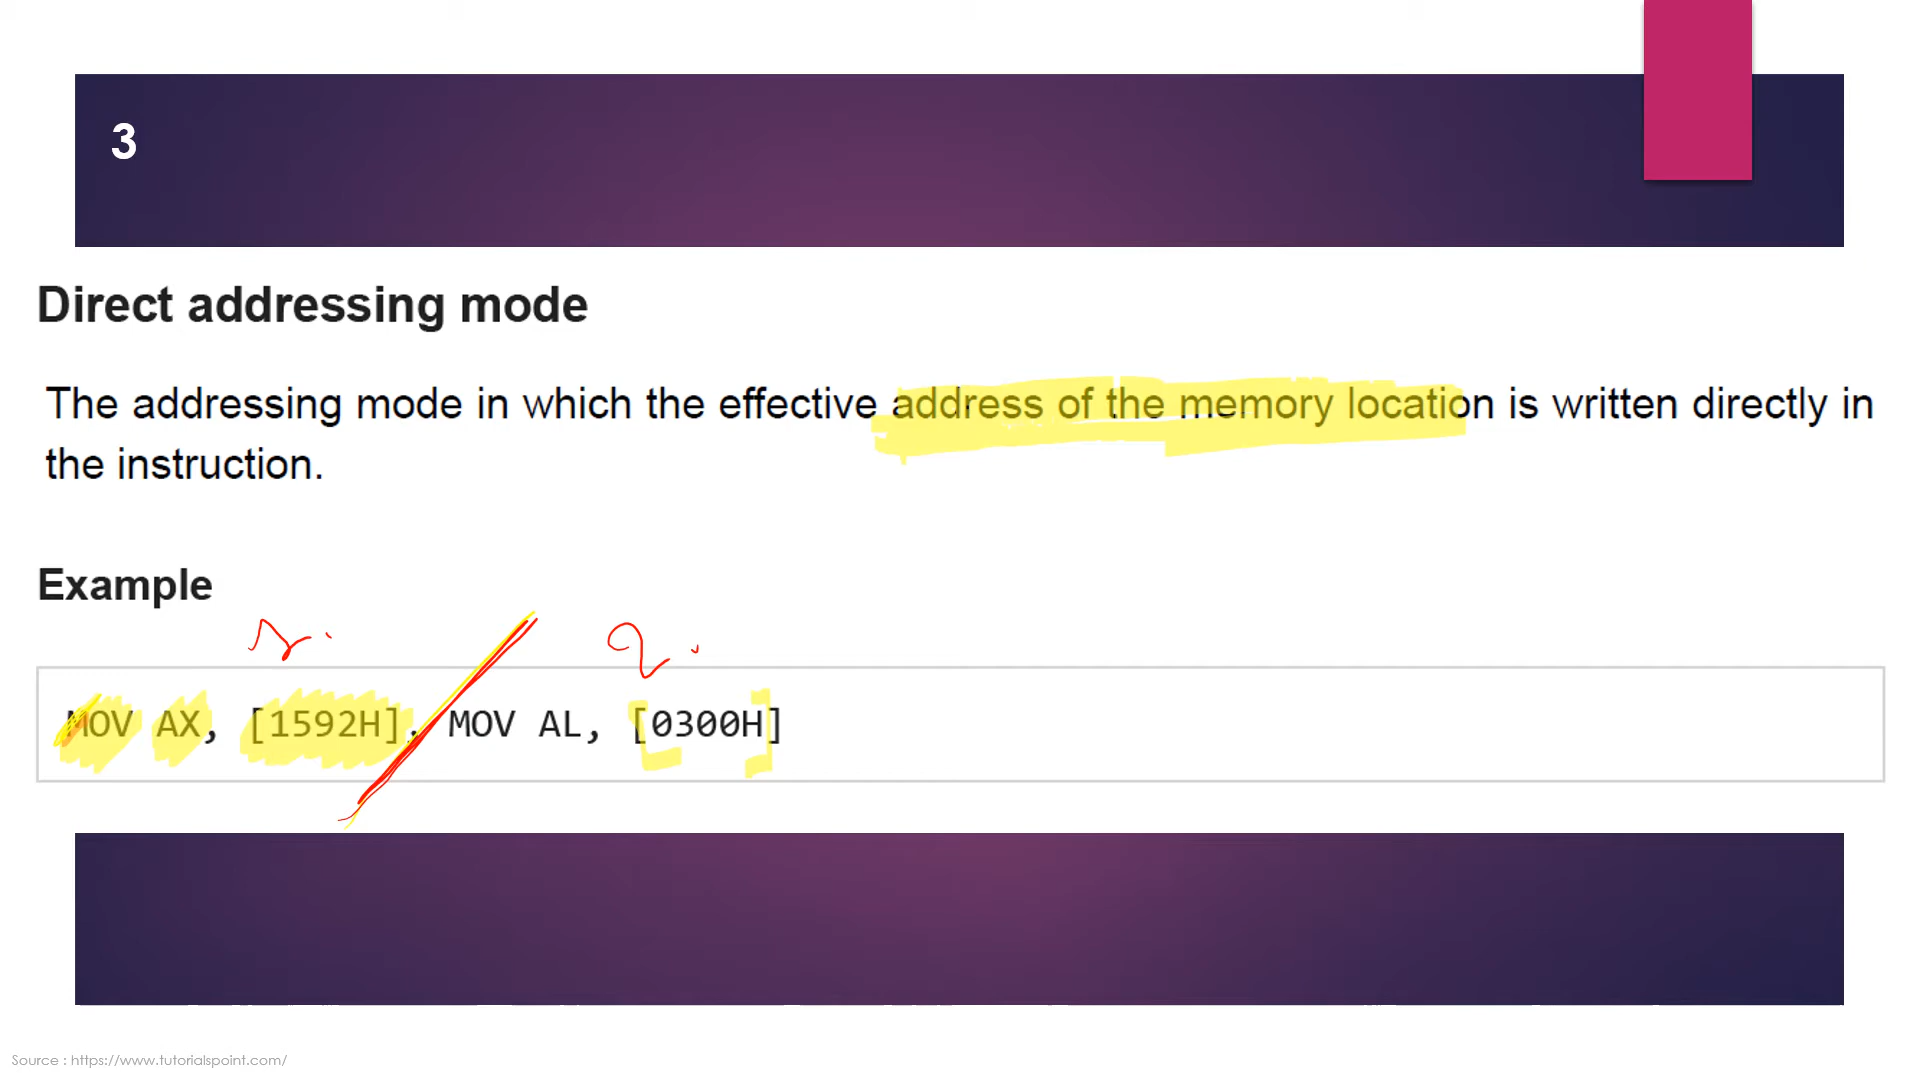 3
Direct addressing mode
The addressing mode in which the effective address of the memory location is written directly in
the instruction.
Example
MOV AX, [1592H], MOV AL, [0300H]
Source : https://www.tutorialspoint.com/